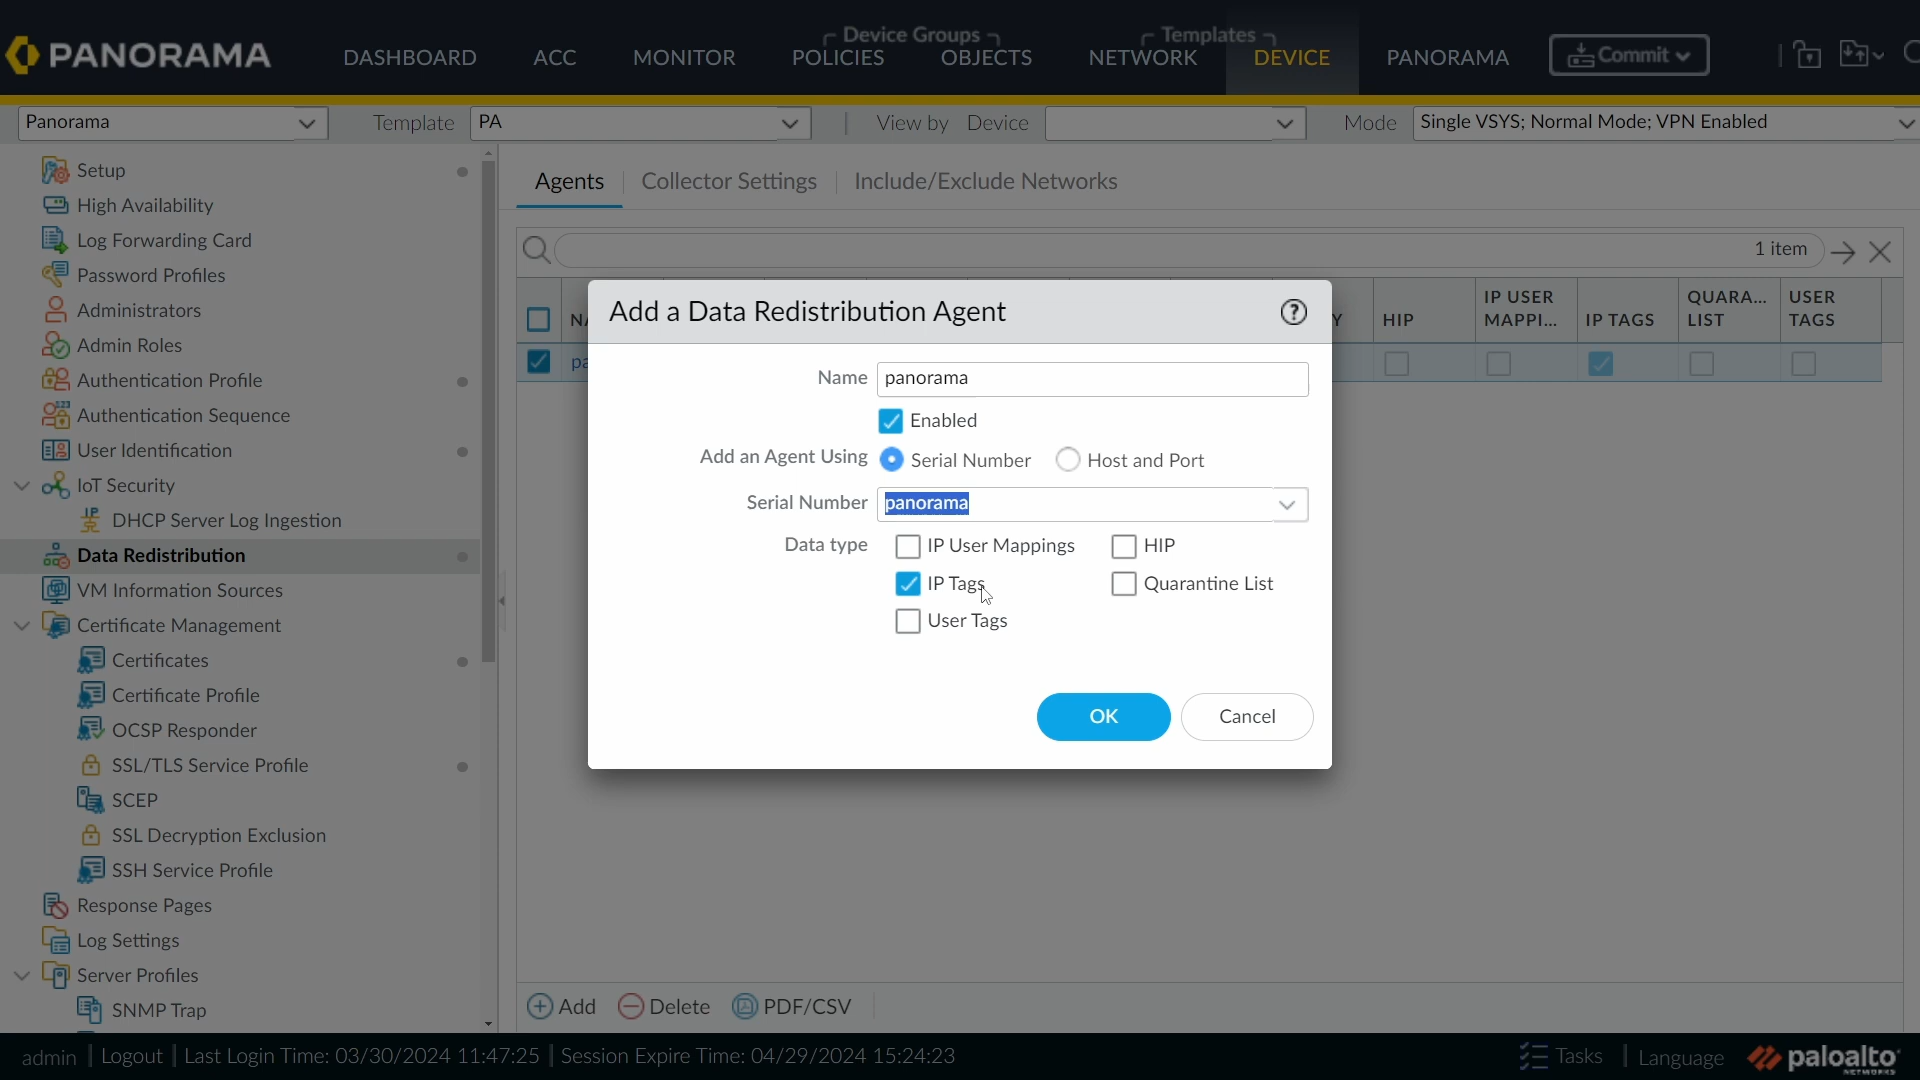 PANORAMA
Device Groups
Templates
DASHBOARD
ACC
MONITOR
POLICIES
OBJECTS
NETWORK
DEVICE
PANORAMA
Commit
Panorama
Template
PA
View by
Device
Mode
Single VSYS; Normal Mode; VPN Enabled
Setup
High Availability
Log Forwarding Card
Password Profiles
Administrators
Admin Roles
Authentication Profile
Authentication Sequence
User Identification
IoT Security
DHCP Server Log Ingestion
Data Redistribution
VM Information Sources
Certificate Management
Certificates
Certificate Profile
OCSP Responder
SSL/TLS Service Profile
SCEP
SSL Decryption Exclusion
SSH Service Profile
Response Pages
Log Settings
Server Profiles
SNMP Trap
Agents
Collector Settings
Include/Exclude Networks
1 item
HIP
IP USER
MAPPI...
IP TAGS
QUARA...
LIST
USER
TAGS
Add a Data Redistribution Agent
Name
panorama
Enabled
Add an Agent Using
Serial Number
Host and Port
Serial Number
panorama
Data type
IP User Mappings
HIP
IP Tags
Quarantine List
User Tags
OK
Cancel
Add
Delete
PDF/CSV
admin
Logout
Last Login Time: 03/30/2024 11:47:25
Session Expire Time: 04/29/2024 15:24:23
Tasks
Language
paloalto
NETWORKS